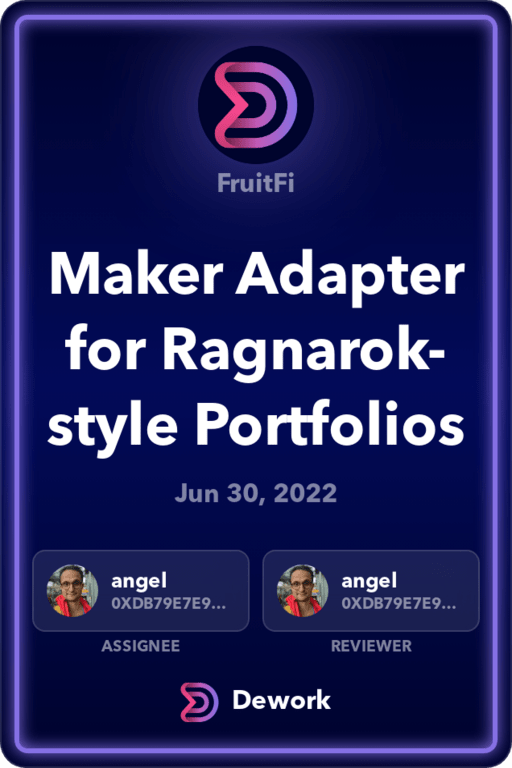 FruitFi
Maker Adapter
for Ragnarok-
style Portfolios
Jun 30, 2022
angel
0XDB79E7E9...
ASSIGNEE
angel
0XDB79E7E9...
REVIEWER
Dework